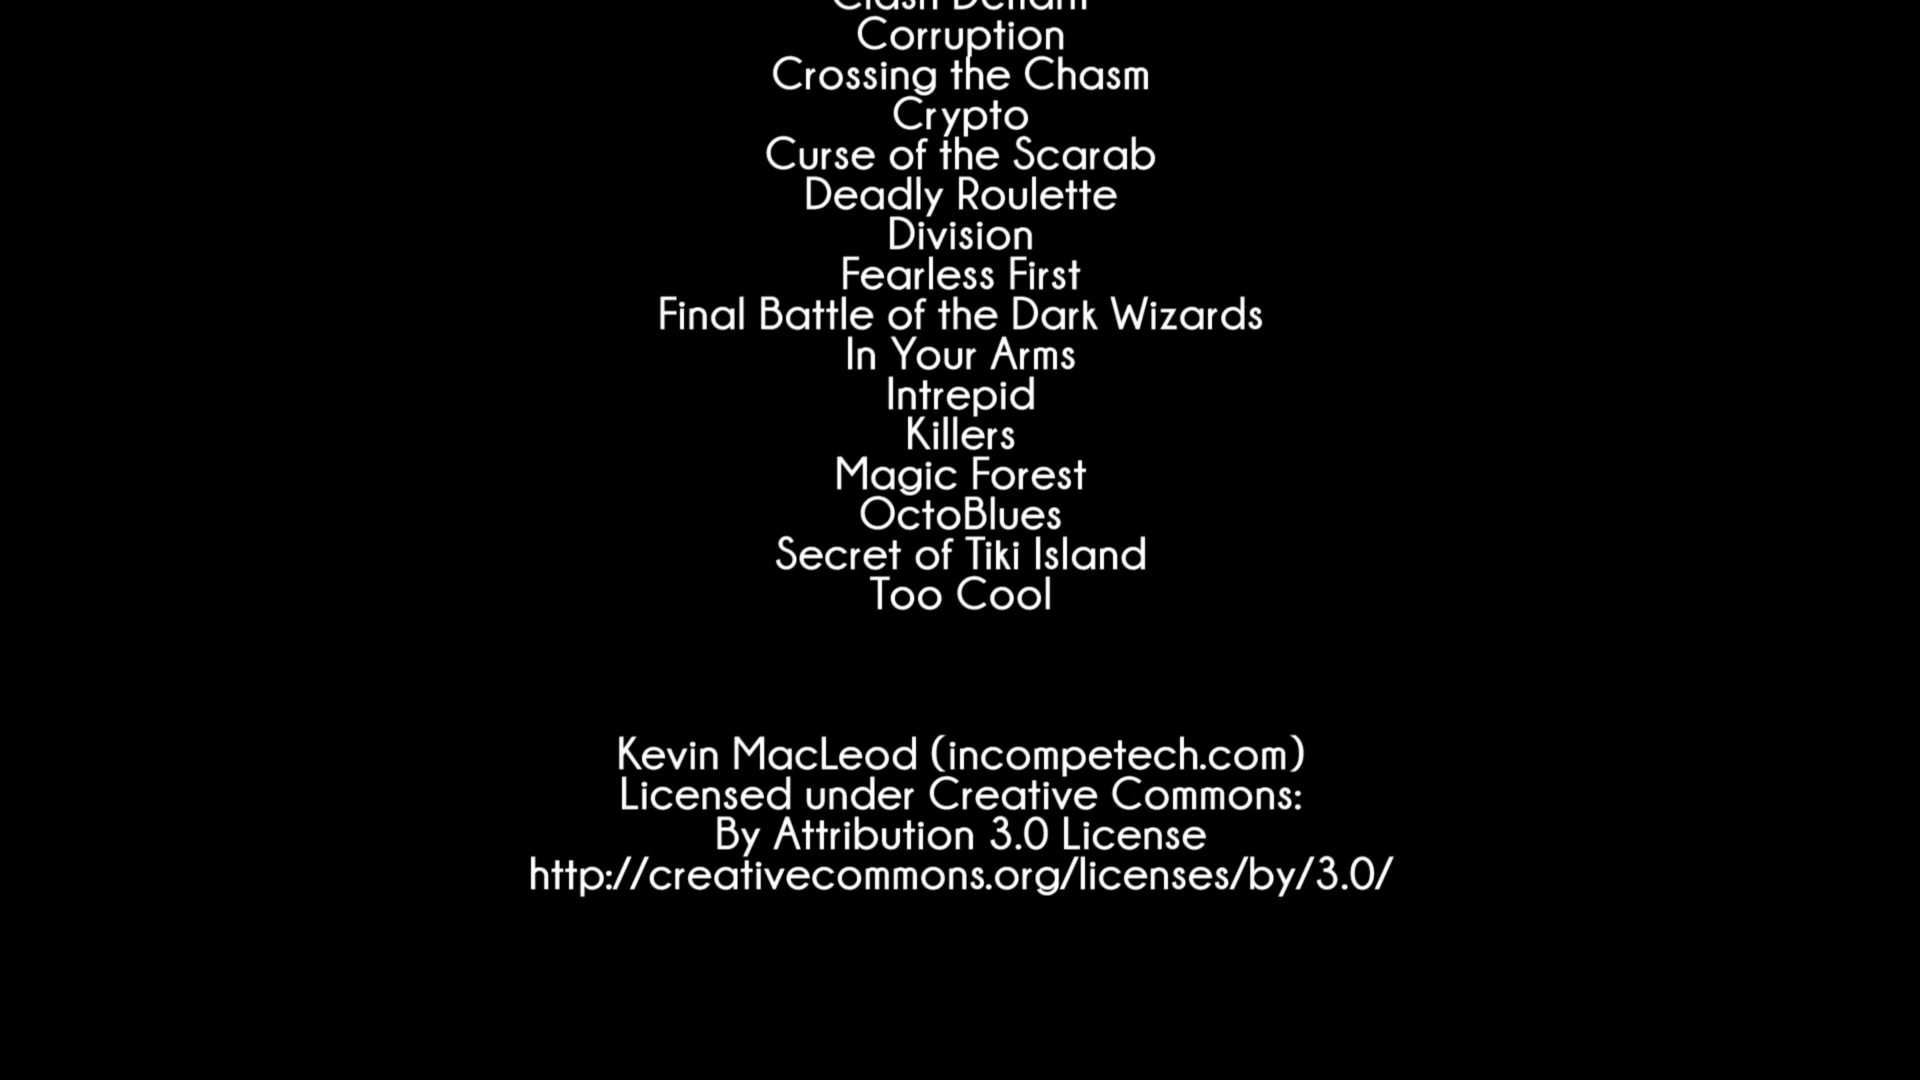 Clash Defiant
Corruption
Crossing the Chasm
Crypto
Curse of the Scarab
Deadly Roulette
Division
Fearless First
Final Battle of the Dark Wizards
In Your Arms
Intrepid
Killers
Magic Forest
OctoBlues
Secret of Tiki Island
Too Cool
Kevin MacLeod (incompetech.com)
Licensed under Creative Commons:
By Attribution 3.0 License
http://creativecommons.org/licenses/by/3.0/